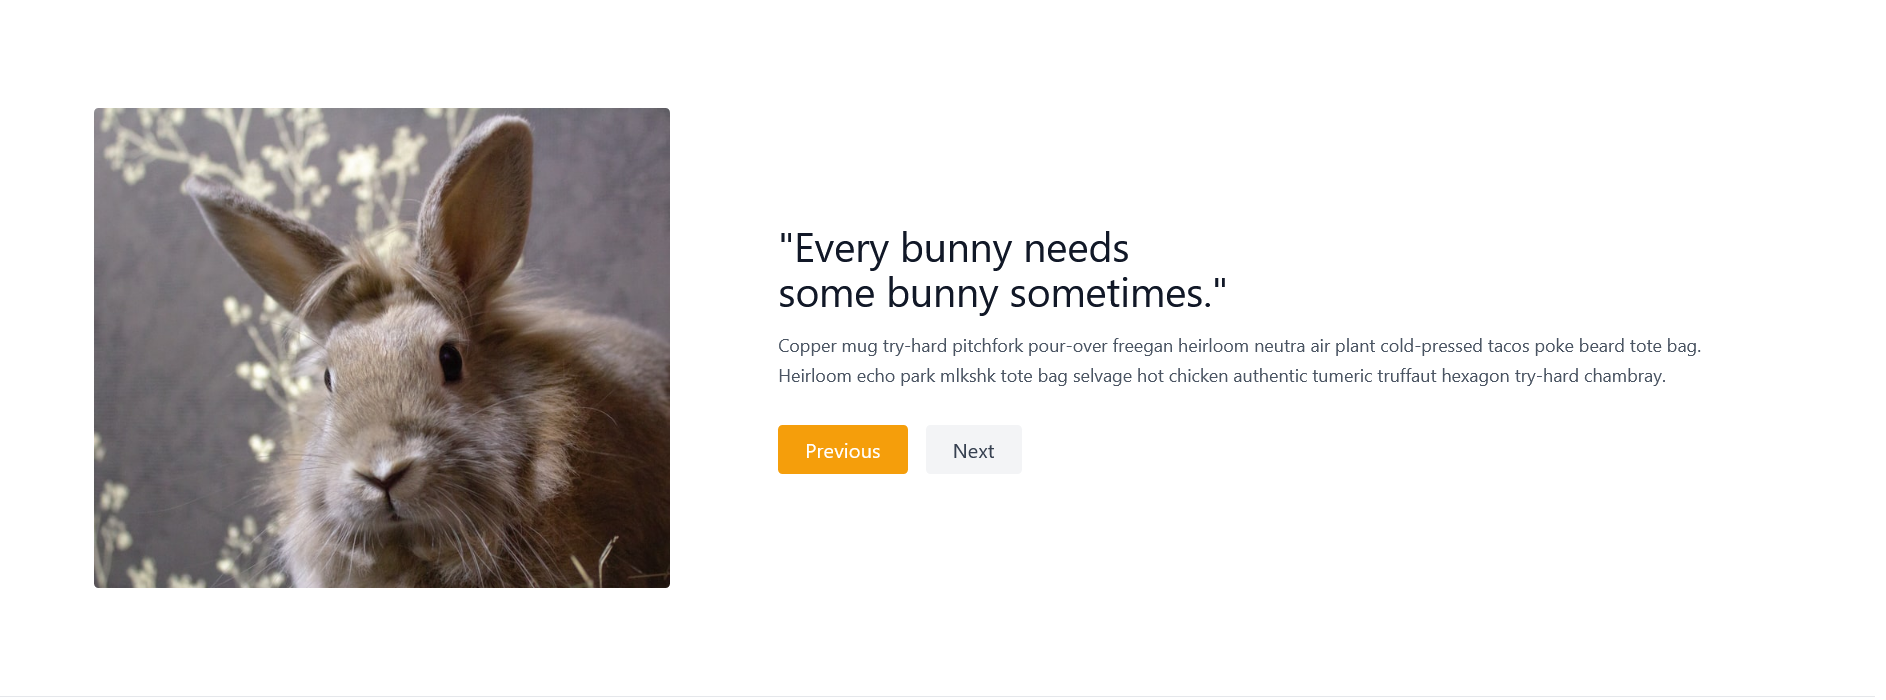 "Every bunny needs
some bunny sometimes."
Copper mug try-hard pitchfork pour-over freegan heirloom neutra air plant cold-pressed tacos poke beard tote bag.
Heirloom echo park mlkshk tote bag selvage hot chicken authentic tumeric truffaut hexagon try-hard chambray.
Previous
Next